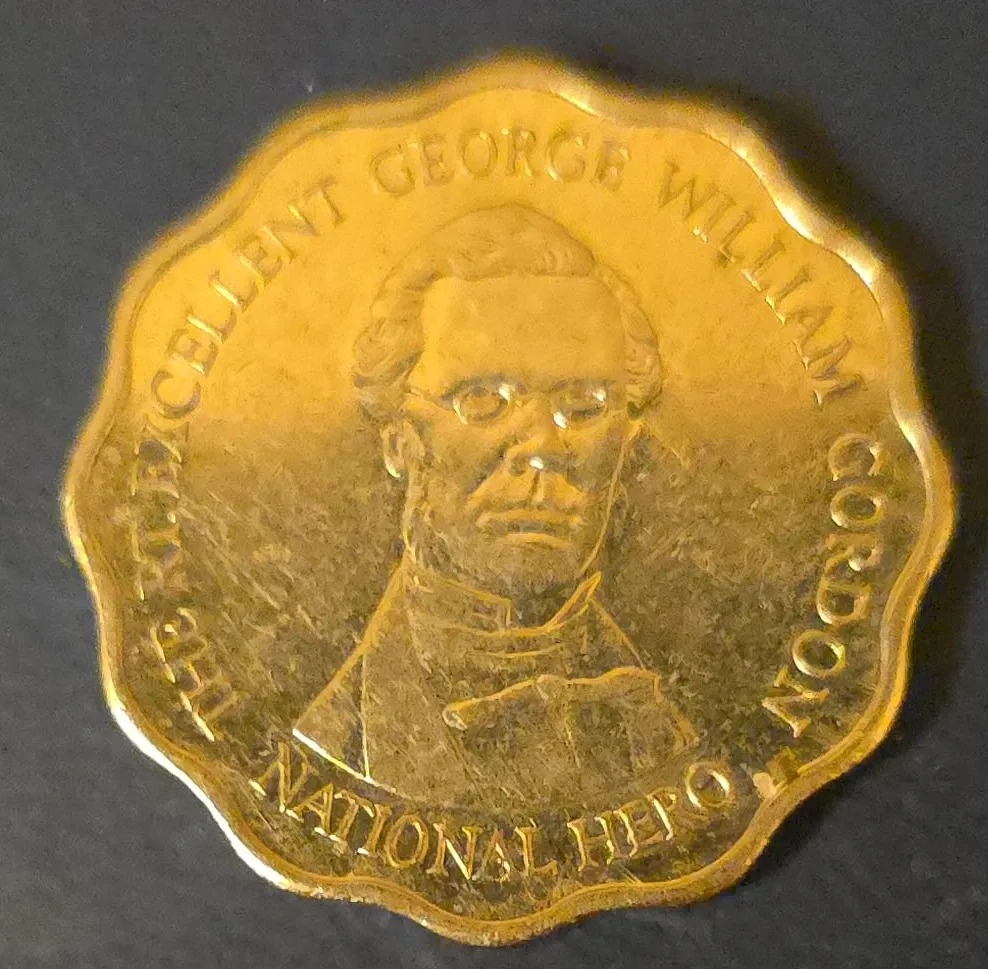 THE RT. EXCELLENT GEORGE WILLIAM GORDON
NATIONAL HERO